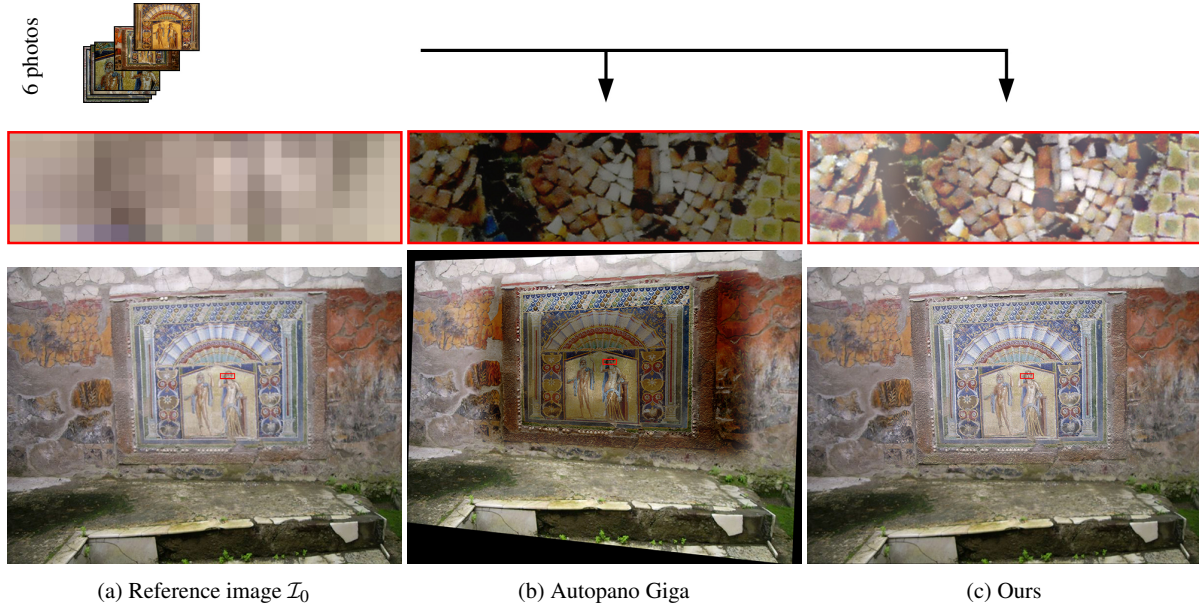 6 photos
(a) Reference image I₀
(b) Autopano Giga
(c) Ours